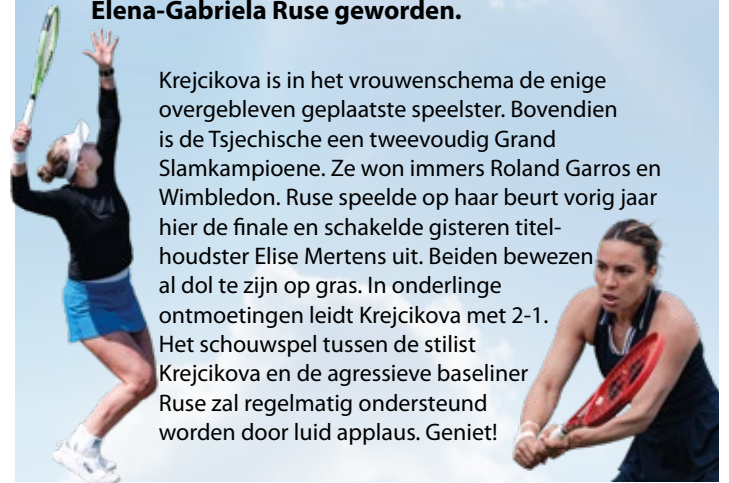 Elena-Gabriela Ruse geworden.
Krejcikova is in het vrouwenschema de enige
overgebleven geplaatste speelster. Bovendien
is de Tsjechische een tweevoudig Grand
Slamkampioene. Ze won immers Roland Garros en
Wimbledon. Ruse speelde op haar beurt vorig jaar
hier de finale en schakelde gisteren titel-
houdster Elise Mertens uit. Beiden bewezen
al dol te zijn op gras. In onderlinge
ontmoetingen leidt Krejcikova met 2-1.
Het schouwspel tussen de stilist
Krejcikova en de agressieve baseliner
Ruse zal regelmatig ondersteund
worden door luid applaus. Geniet!